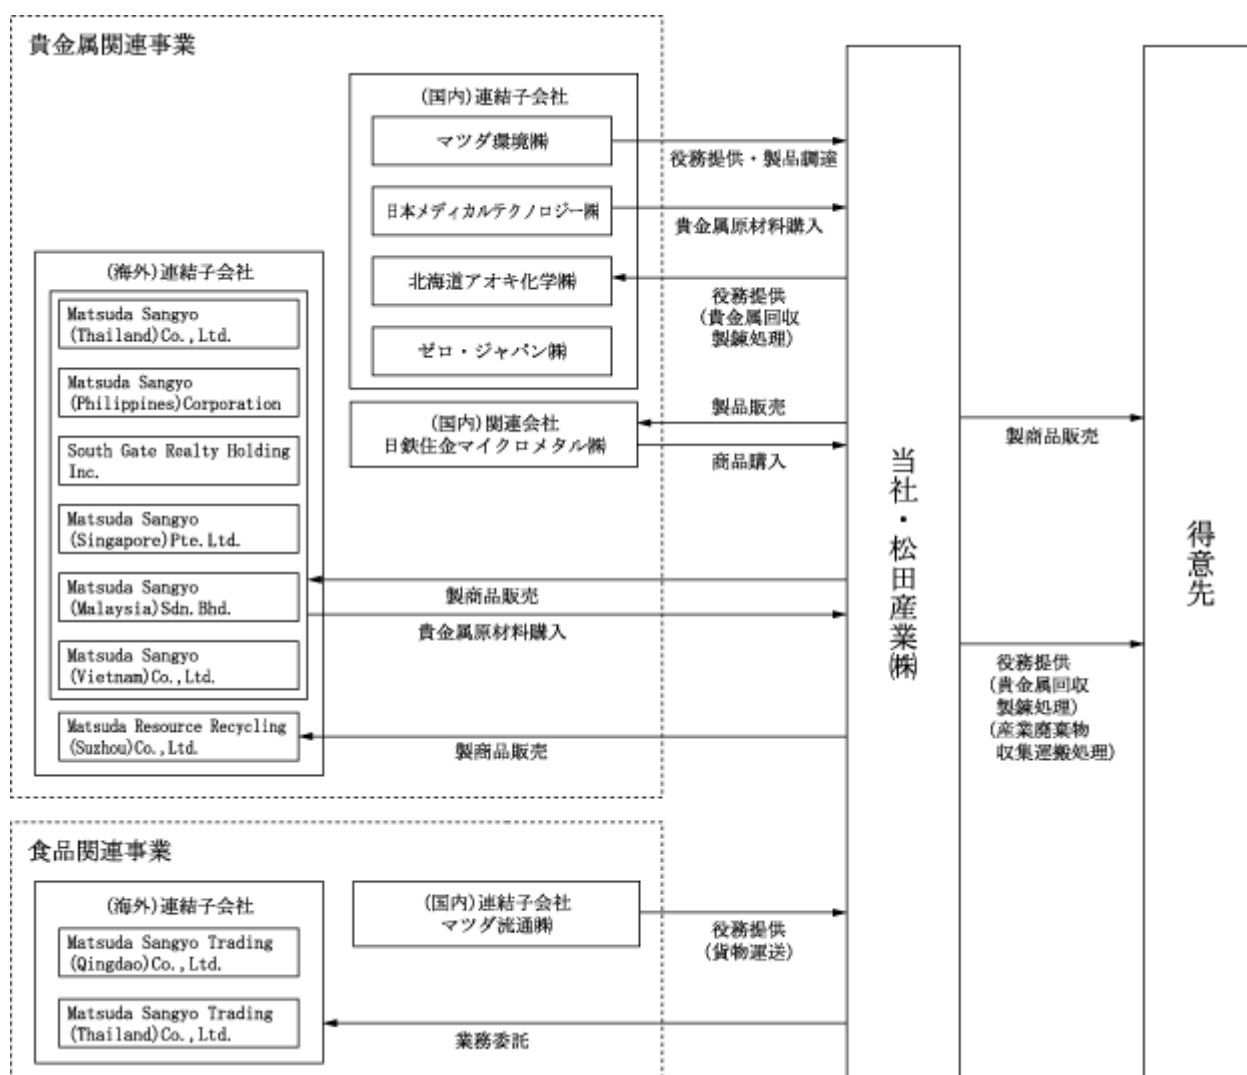 貴金属関連事業
(国内)連結子会社
マツダ環境㈱
役務提供・製品調達
日本メディカルテクノロジー㈱
貴金属原材料購入
北海道アオキ化学㈱
役務提供
(貴金属回収
製錬処理)
ゼロ・ジャパン㈱
(国内)関連会社
日鉄住金マイクロメタル㈱
製品販売
商品購入
(海外)連結子会社
Matsuda Sangyo
(Thailand)Co.,Ltd.
Matsuda Sangyo
(Philippines)Corporation
South Gate Realty Holding
Inc.
Matsuda Sangyo
(Singapore)Pte.Ltd.
Matsuda Sangyo
(Malaysia)Sdn.Bhd.
Matsuda Sangyo
(Vietnam)Co.,Ltd.
Matsuda Resource Recycling
(Suzhou)Co.,Ltd.
製商品販売
貴金属原材料購入
製商品販売
当社・松田産業㈱
製商品販売
役務提供
(貴金属回収
製錬処理)
(産業廃棄物
収集運搬処理)
得意先
食品関連事業
(海外)連結子会社
Matsuda Sangyo Trading
(Qingdao)Co.,Ltd.
Matsuda Sangyo Trading
(Thailand)Co.,Ltd.
(国内)連結子会社
マツダ流通㈱
役務提供
(貨物運送)
業務委託